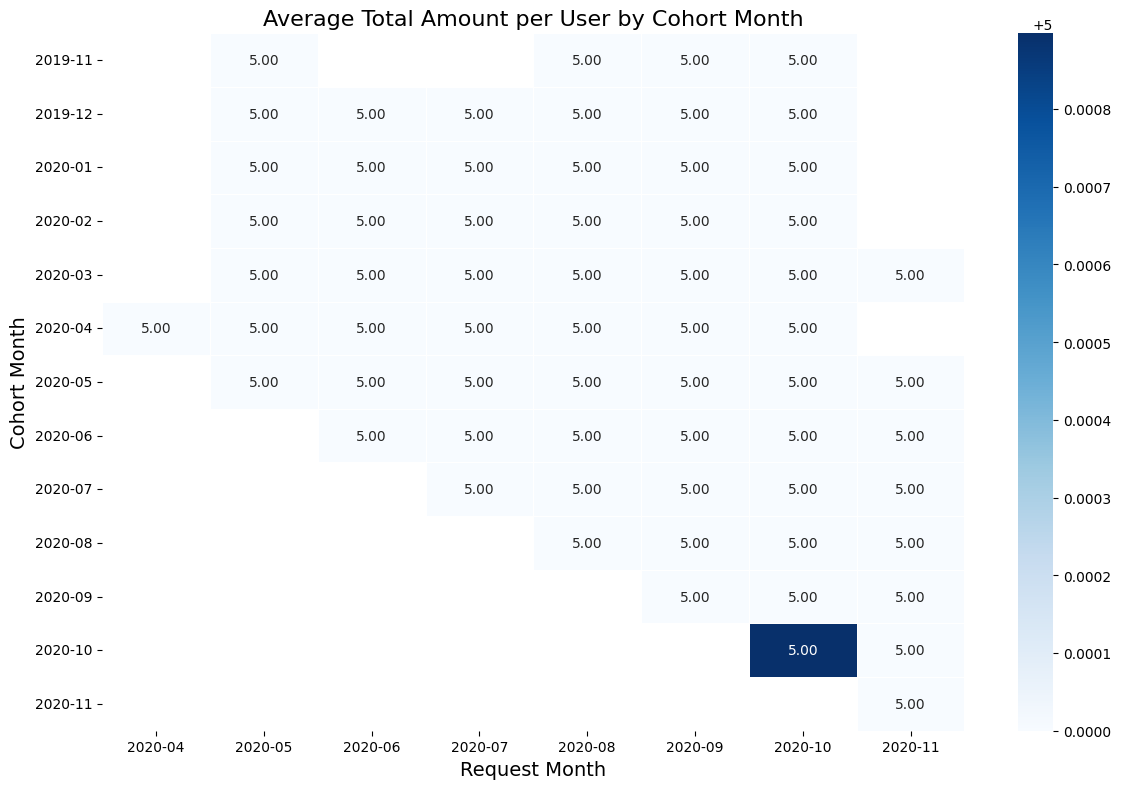 Average Total Amount per User by Cohort Month
+5
2019-11 5.00 5.00 5.00 5.00
2019-12 5.00 5.00 5.00 5.00 5.00 5.00
0.0008
2020-01 5.00 5.00 5.00 5.00 5.00 5.00
0.0007
2020-02 5.00 5.00 5.00 5.00 5.00 5.00
0.0006
2020-03 5.00 5.00 5.00 5.00 5.00 5.00 5.00
2020-04 5.00 5.00 5.00 5.00 5.00 5.00 5.00
0.0005
Cohort Month
2020-05 5.00 5.00 5.00 5.00 5.00 5.00 5.00
0.0004
2020-06 5.00 5.00 5.00 5.00 5.00 5.00
2020-07 5.00 5.00 5.00 5.00 5.00
0.0003
2020-08 5.00 5.00 5.00 5.00
0.0002
2020-09 5.00 5.00 5.00
0.0001
2020-10 5.00 5.00
2020-11 5.00
0.0000
2020-04 2020-05 2020-06 2020-07 2020-08 2020-09 2020-10 2020-11
Request Month